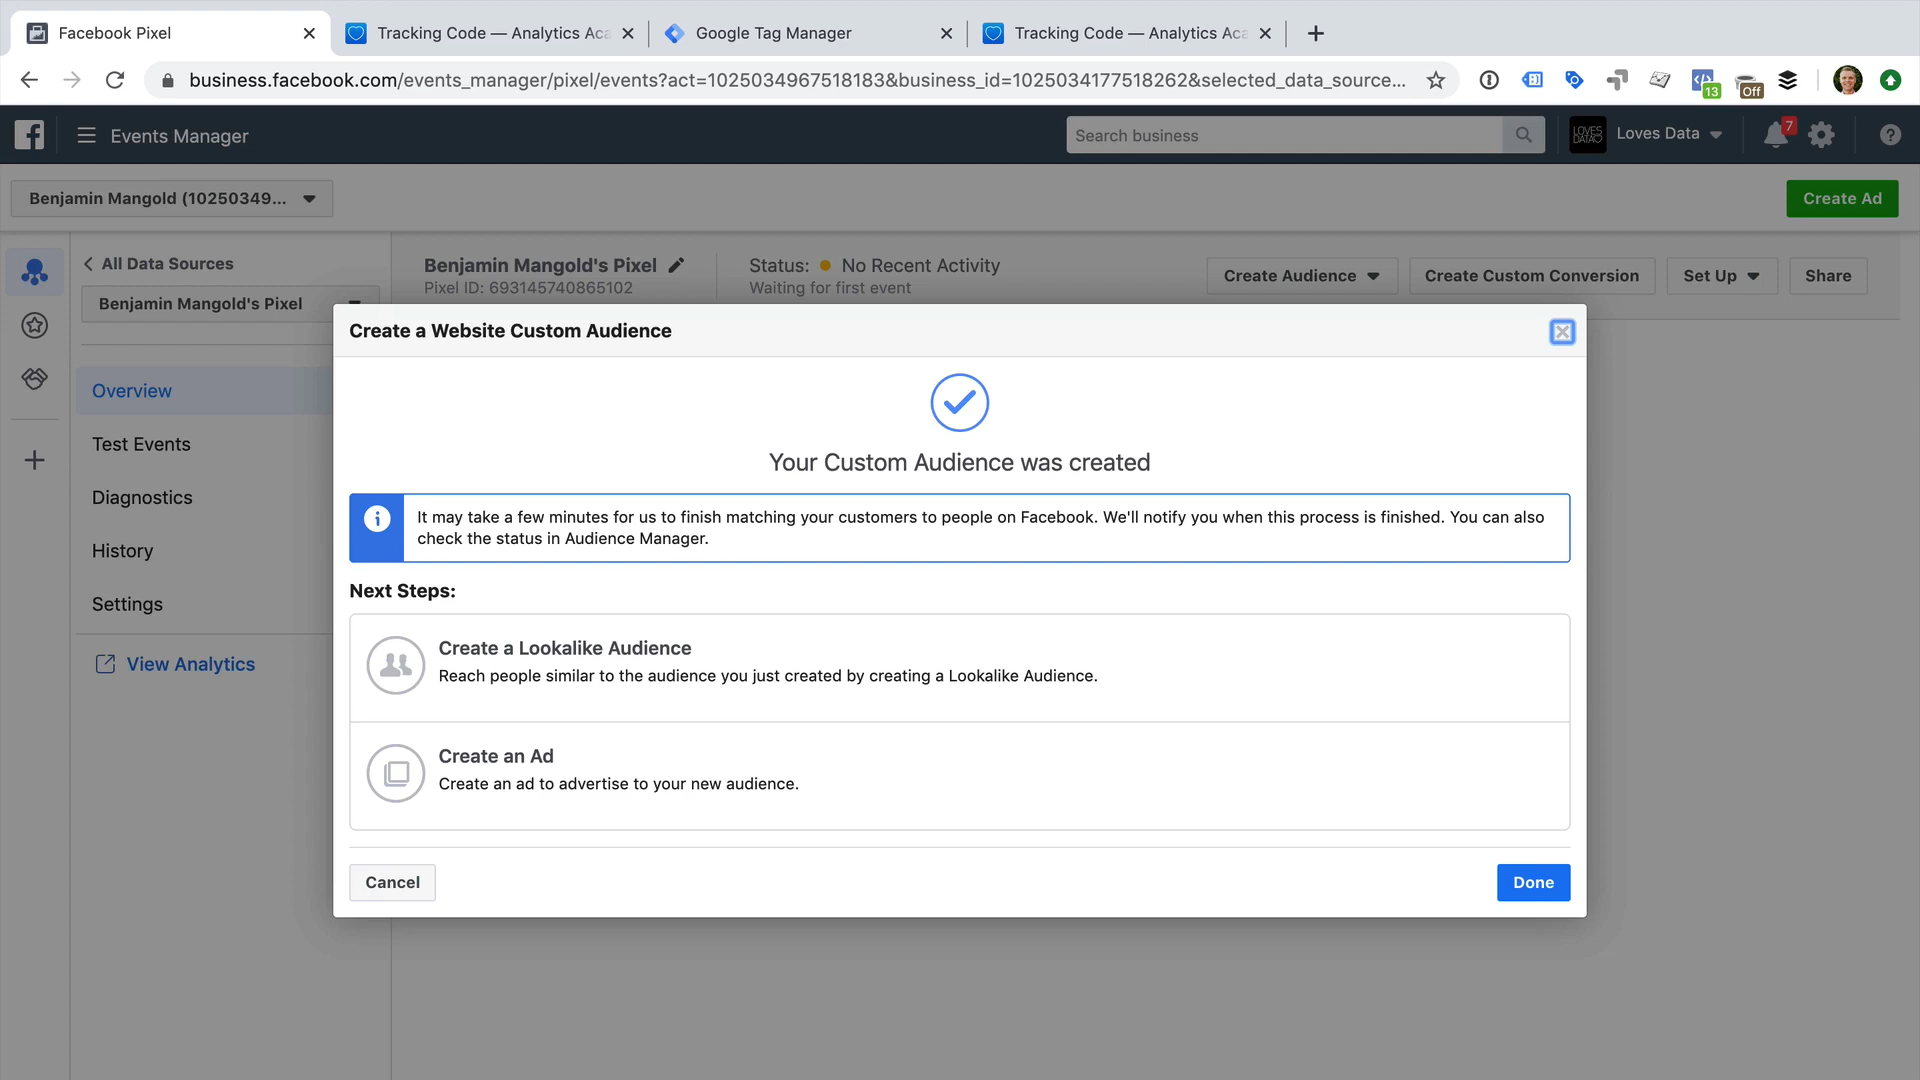 Facebook Pixel
Tracking Code — Analytics Aca
Google Tag Manager
Tracking Code — Analytics Aca
business.facebook.com/events_manager/pixel/events?act=1025034967518183&business_id=1025034177518262&selected_data_source...
13
Off
Events Manager
Search business
LOVES DATA
Loves Data
7
Benjamin Mangold (10250349...
Create Ad
All Data Sources
Benjamin Mangold's Pixel
Benjamin Mangold's Pixel
Pixel ID: 693145740865102
Status: No Recent Activity
Waiting for first event
Create Audience
Create Custom Conversion
Set Up
Share
Overview
Test Events
Diagnostics
History
Settings
View Analytics
Create a Website Custom Audience
Your Custom Audience was created
It may take a few minutes for us to finish matching your customers to people on Facebook. We'll notify you when this process is finished. You can also
check the status in Audience Manager.
Next Steps:
Create a Lookalike Audience
Reach people similar to the audience you just created by creating a Lookalike Audience.
Create an Ad
Create an ad to advertise to your new audience.
Cancel
Done